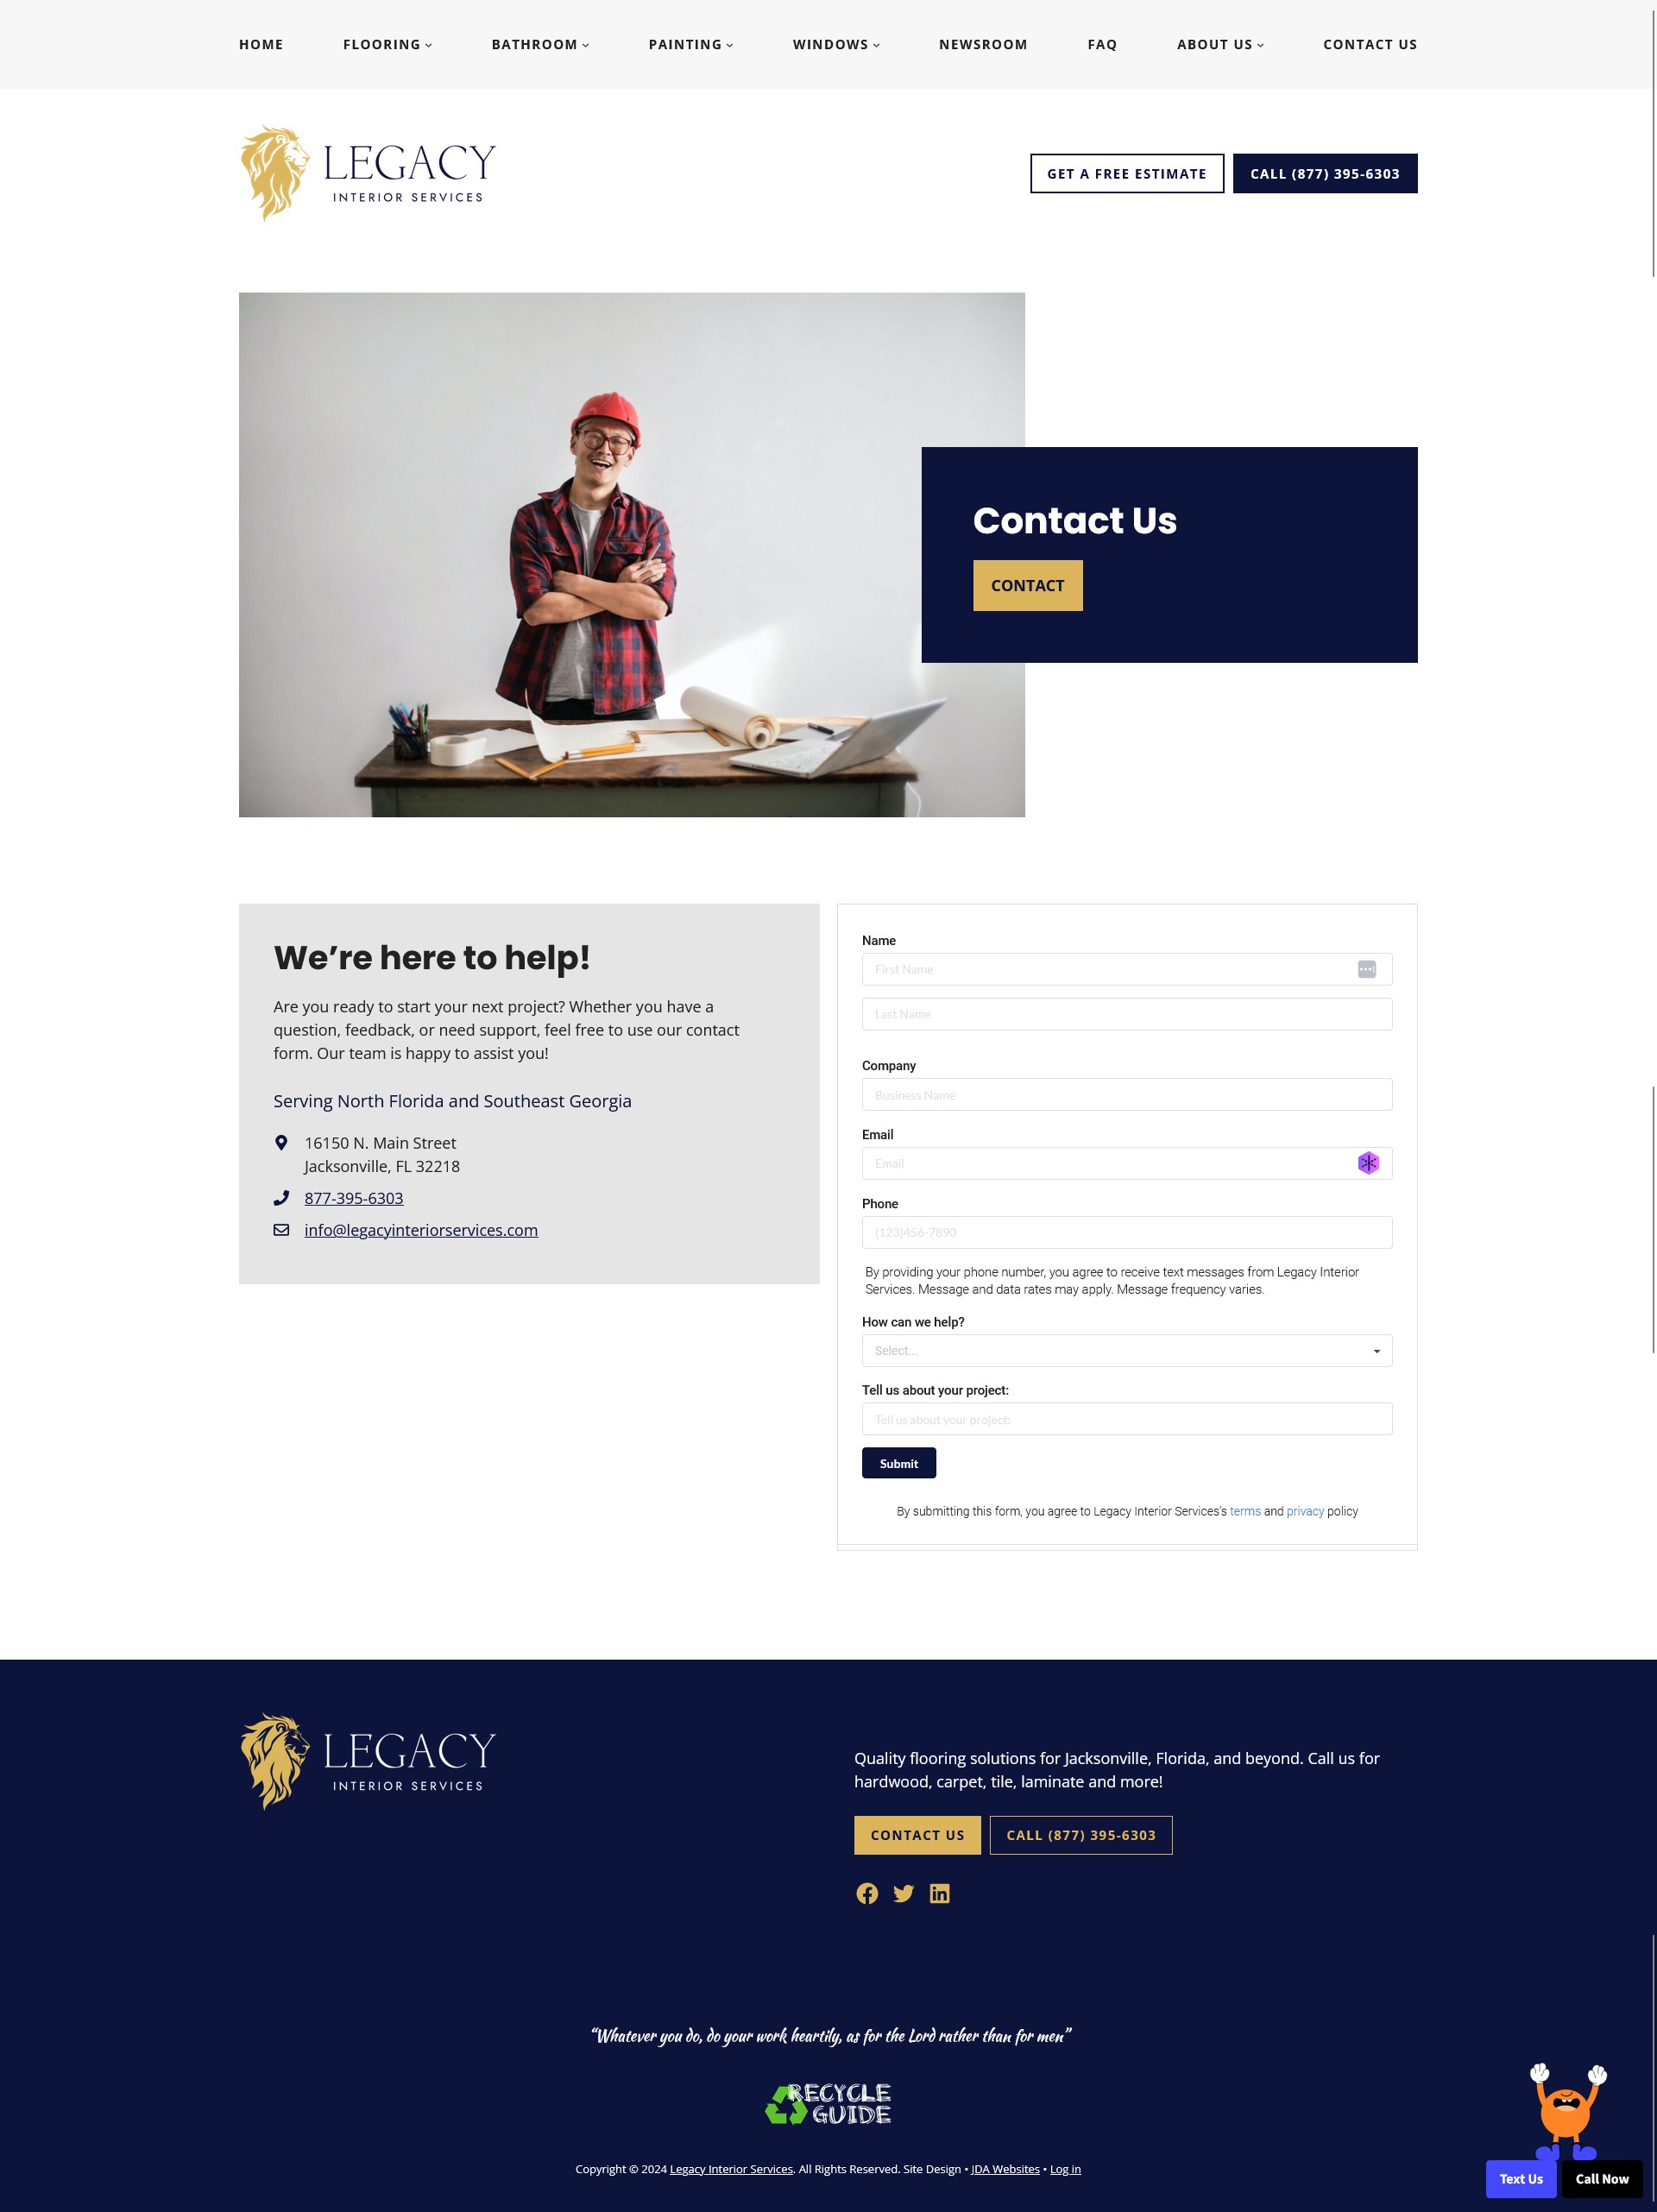 HOME
FLOORING
BATHROOM
PAINTING
WINDOWS
NEWSROOM
FAQ
ABOUT US
CONTACT US
LEGACY
INTERIOR SERVICES
GET A FREE ESTIMATE
CALL (877) 395-6303
Contact Us
CONTACT
We’re here to help!
Are you ready to start your next project? Whether you have a
question, feedback, or need support, feel free to use our contact
form. Our team is happy to assist you!
Serving North Florida and Southeast Georgia
16150 N. Main Street
Jacksonville, FL 32218
877-395-6303
info@legacyinteriorservices.com
Name
First Name
Last Name
Company
Business Name
Email
Email
Phone
(123)456-7890
By providing your phone number, you agree to receive text messages from Legacy Interior
Services. Message and data rates may apply. Message frequency varies.
How can we help?
Select...
Tell us about your project:
Tell us about your project:
Submit
By submitting this form, you agree to Legacy Interior Services's terms and privacy policy
LEGACY
INTERIOR SERVICES
Quality flooring solutions for Jacksonville, Florida, and beyond. Call us for
hardwood, carpet, tile, laminate and more!
CONTACT US
CALL (877) 395-6303
“Whatever you do, do your work heartily, as for the Lord rather than for men”
RECYCLE
GUIDE
Copyright © 2024 Legacy Interior Services. All Rights Reserved. Site Design • JDA Websites • Log in
Text Us
Call Now